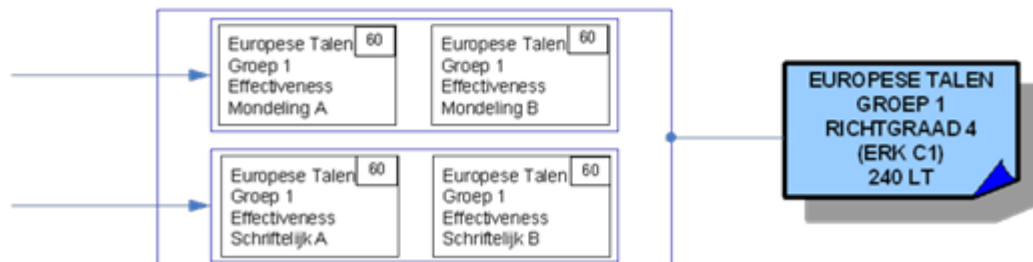 Europese Talen 60
Groep 1
Effectiveness
Mondeling A
Europese Talen 60
Groep 1
Effectiveness
Mondeling B
Europese Talen 60
Groep 1
Effectiveness
Schriftelijk A
Europese Talen 60
Groep 1
Effectiveness
Schriftelijk B
EUROPESE TALEN
GROEP 1
RICHTGRAAD 4
(ERK C1)
240 LT